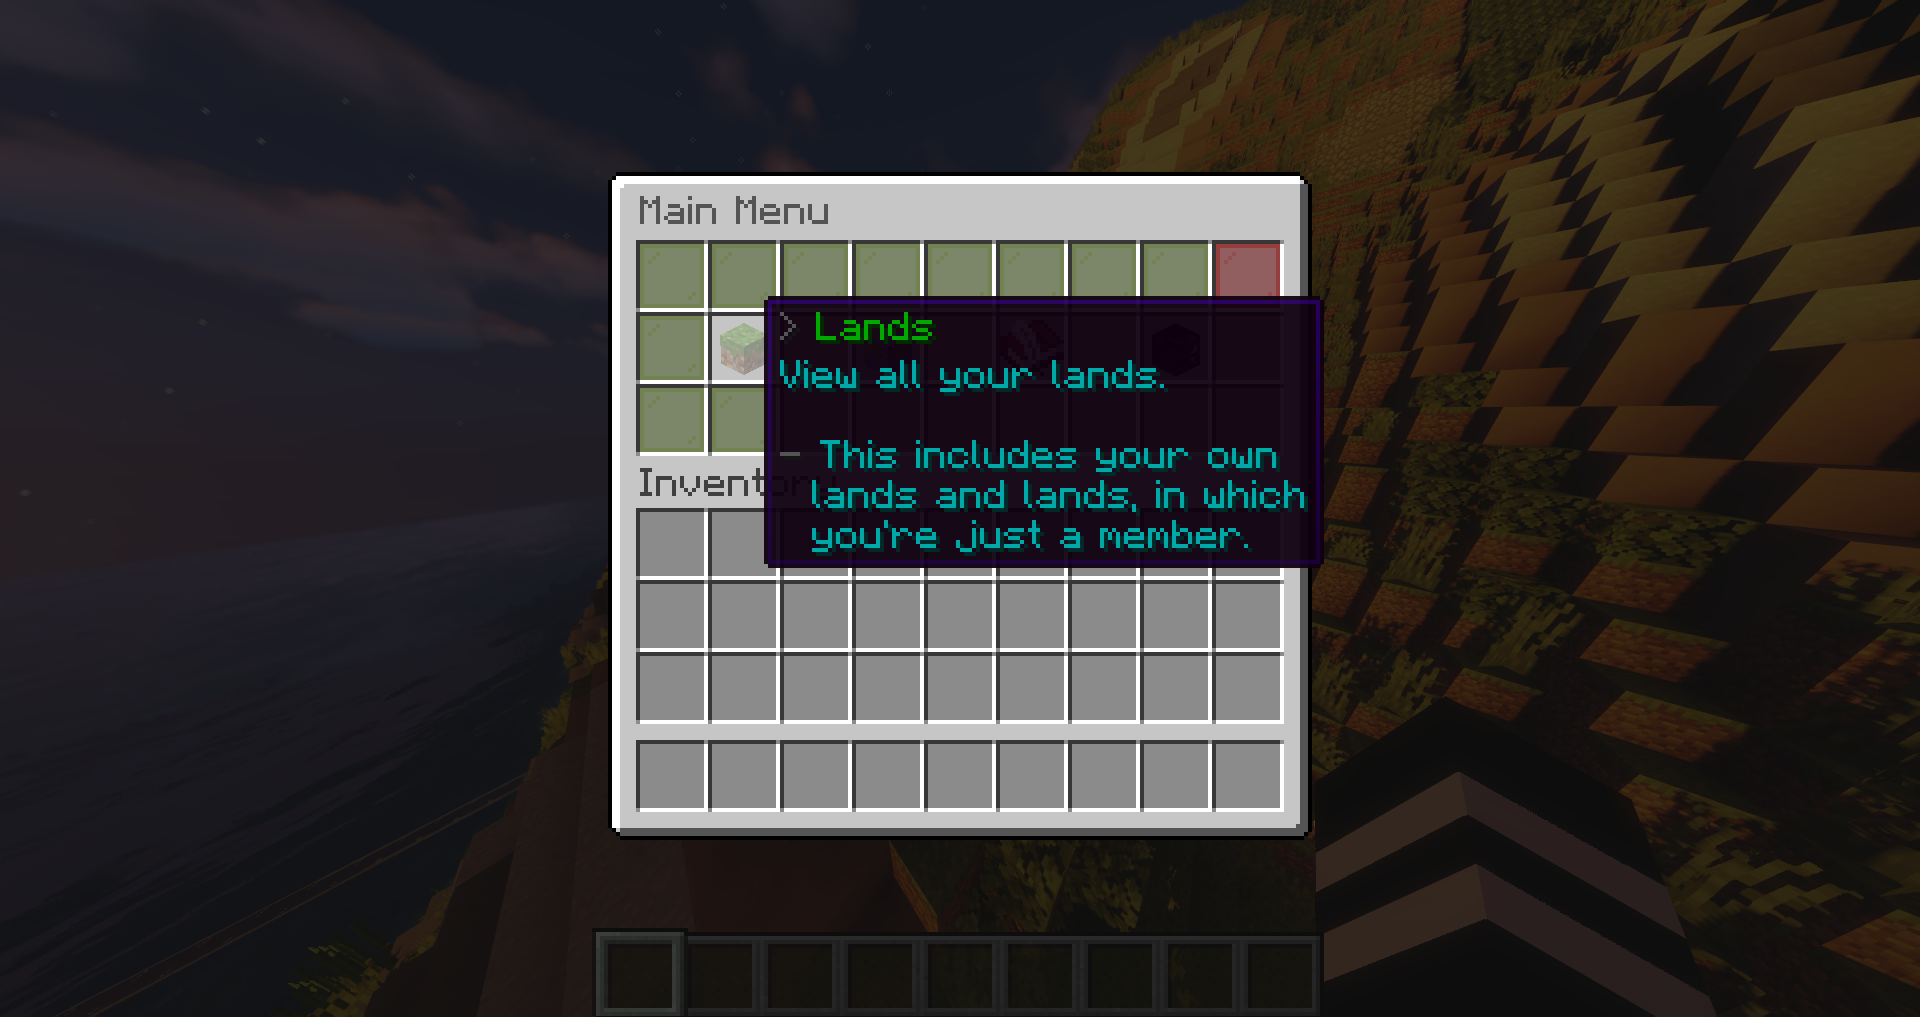 Main Menu
> Lands
View all your lands.
- This includes your own
lands and lands, in which
you're just a member.
Inventory